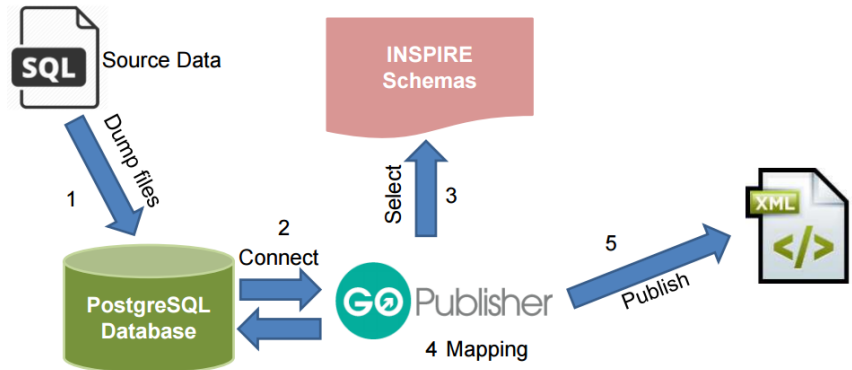 SQL
Source Data
INSPIRE
Schemas
Dump files
1
Select
3
XML
</>
2
Connect
5
Publish
PostgreSQL
Database
GO Publisher
4 Mapping